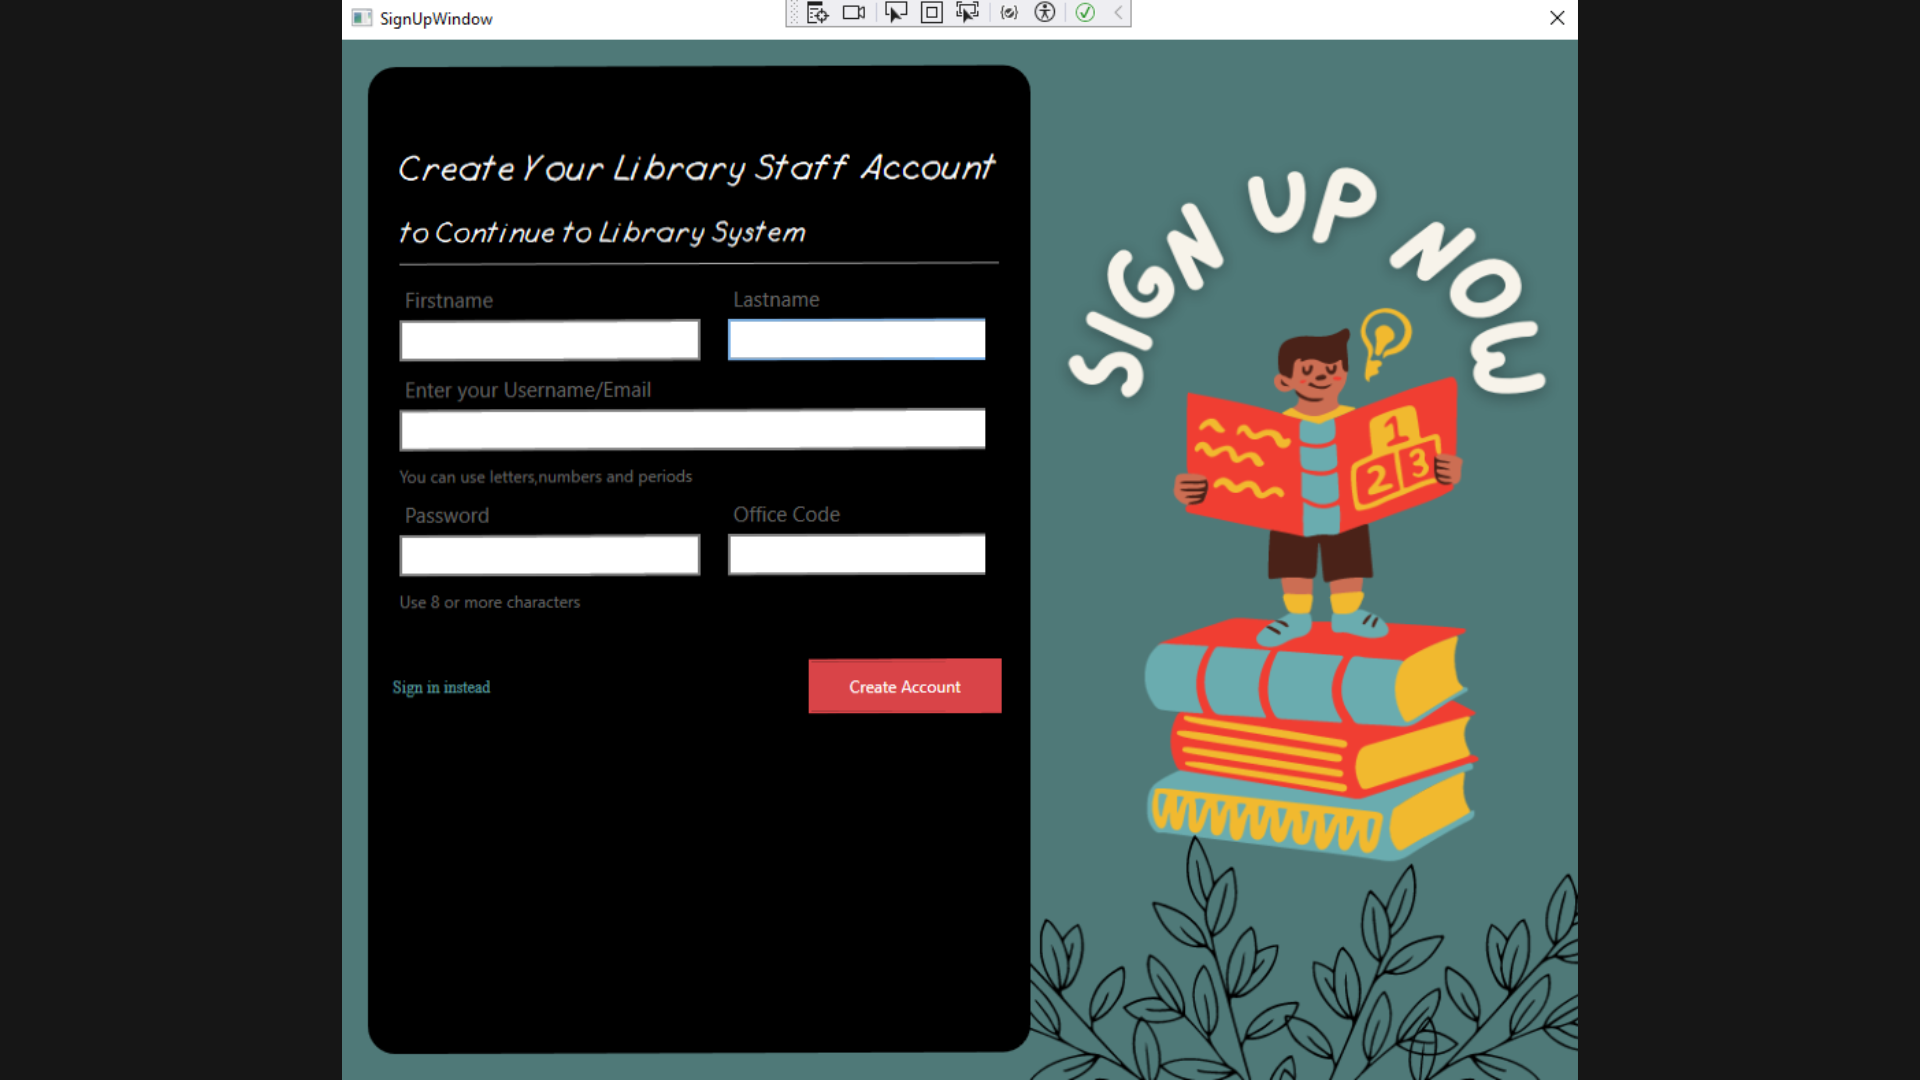 SignUpWindow
Create Your Library Staff Account
to Continue to Library System
Firstname
Lastname
Enter your Username/Email
You can use letters,numbers and periods
Password
Office Code
Use 8 or more characters
Sign in instead
Create Account
SIGN UP NOW
1
2 3